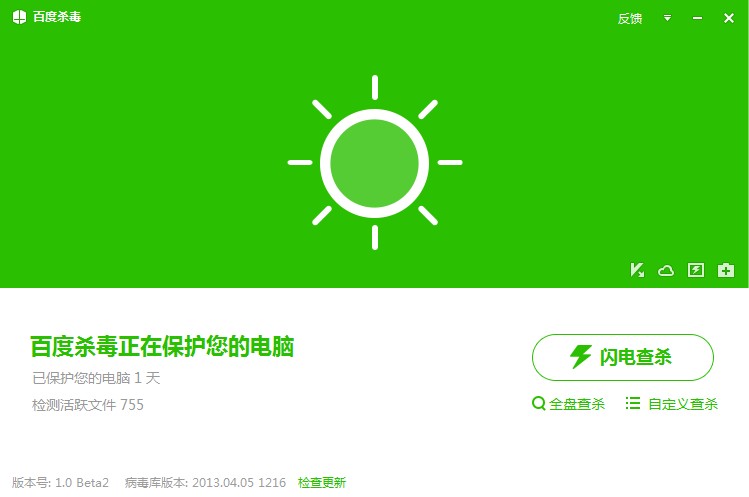 百度杀毒
反馈
百度杀毒正在保护您的电脑
已保护您的电脑 1 天
检测活跃文件 755
闪电查杀
全盘查杀 自定义查杀
版本号: 1.0 Beta2 病毒库版本: 2013.04.05 1216 检查更新